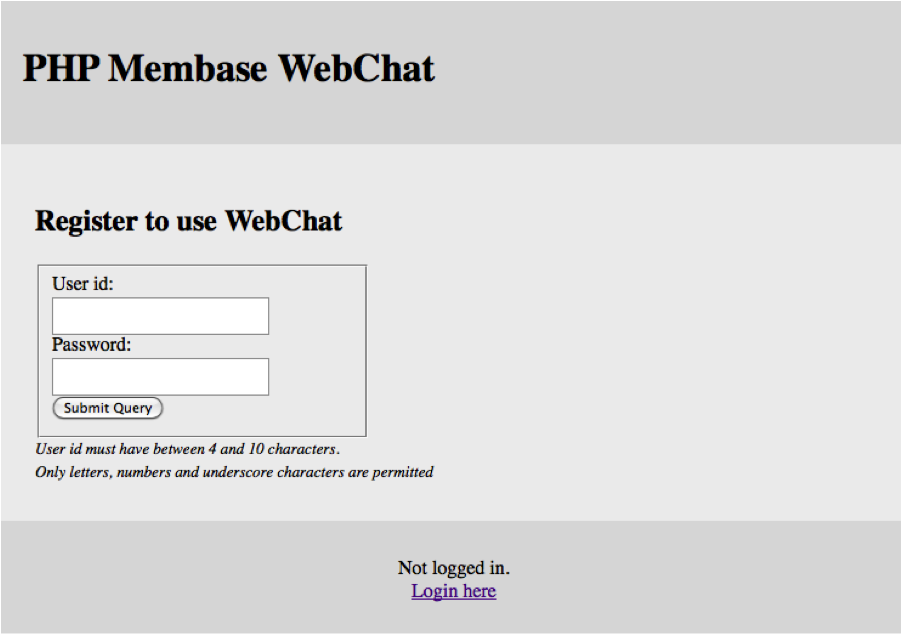 PHP Membase WebChat
Register to use WebChat
User id:
Password:
Submit Query
User id must have between 4 and 10 characters.
Only letters, numbers and underscore characters are permitted
Not logged in.
Login here